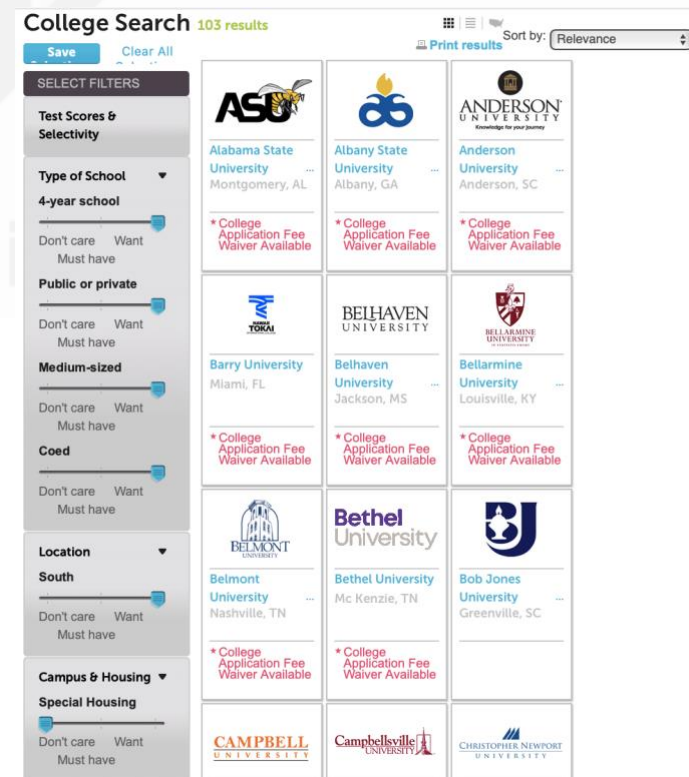 College Search 103 results
Print results
Sort by: Relevance
Save
Clear All
SELECT FILTERS
Test Scores &
Selectivity
Type of School
4-year school
Don't care Want
Must have
Public or private
Don't care Want
Must have
Medium-sized
Don't care Want
Must have
Coed
Don't care Want
Must have
Location
South
Don't care Want
Must have
Campus & Housing
Special Housing
Don't care Want
Must have
ASU
Alabama State
University ...
Montgomery, AL
* College
Application Fee
Waiver Available
Albany State
University ...
Albany, GA
* College
Application Fee
Waiver Available
ANDERSON
UNIVERSITY
Knowledge for your journey
Anderson
University ...
Anderson, SC
* College
Application Fee
Waiver Available
TOKAI
Barry University
Miami, FL
* College
Application Fee
Waiver Available
BELHAVEN
UNIVERSITY
Belhaven
University ...
Jackson, MS
* College
Application Fee
Waiver Available
BELLARMINE
UNIVERSITY
Bellarmine
University ...
Louisville, KY
* College
Application Fee
Waiver Available
BELMONT
UNIVERSITY
Belmont
University ...
Nashville, TN
* College
Application Fee
Waiver Available
Bethel
University
Bethel University
Mc Kenzie, TN
* College
Application Fee
Waiver Available
BJ
Bob Jones
University ...
Greenville, SC
CAMPBELL
UNIVERSITY
Campbellsville
UNIVERSITY
CHRISTOPHER NEWPORT
UNIVERSITY